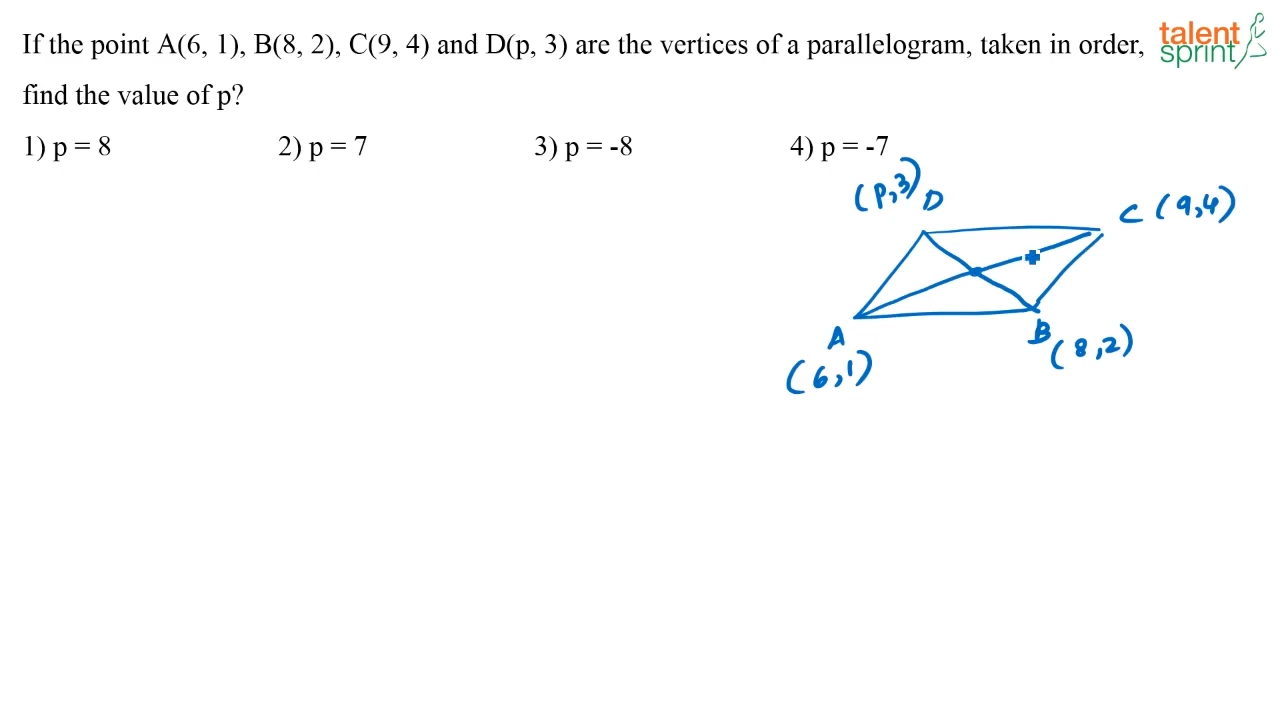 If the point A(6, 1), B(8, 2), C(9, 4) and D(p, 3) are the vertices of a parallelogram, taken in order,
talent
sprint
find the value of p?
1) p = 8 2) p = 7 3) p = -8 4) p = -7
(P,3) D
C (9,4)
A
B
(8,2)
(6,1)